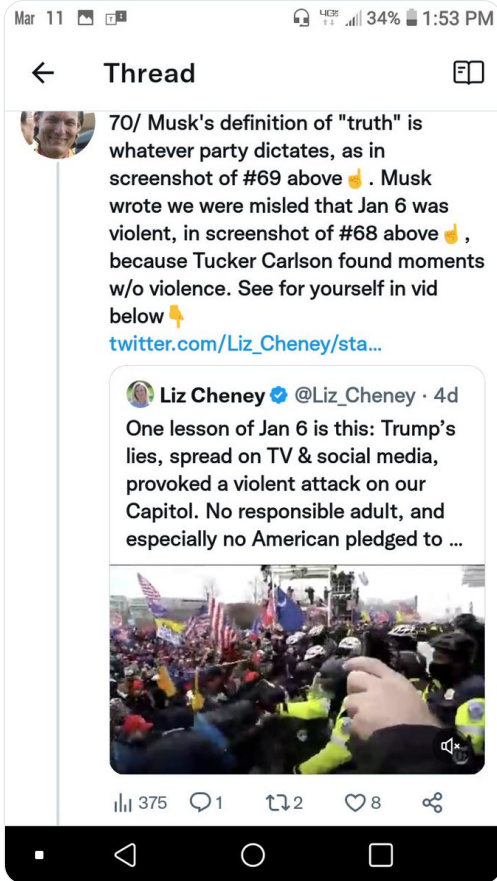 Mar 11 34% 1:53 PM
Thread
70/ Musk's definition of "truth" is
whatever party dictates, as in
screenshot of #69 above☝️. Musk
wrote we were misled that Jan 6 was
violent, in screenshot of #68 above☝️,
because Tucker Carlson found moments
w/o violence. See for yourself in vid
below👇
twitter.com/Liz_Cheney/sta...
Liz Cheney @Liz_Cheney · 4d
One lesson of Jan 6 is this: Trump’s
lies, spread on TV & social media,
provoked a violent attack on our
Capitol. No responsible adult, and
especially no American pledged to ...
375 1 2 8